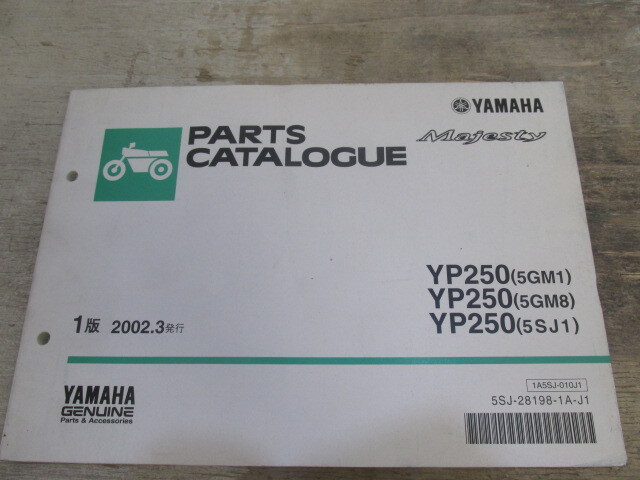 YAMAHA
PARTS
CATALOGUE
Majesty
YP250(5GM1)
YP250(5GM8)
YP250(5SJ1)
1版 2002.3発行
YAMAHA
GENUINE
Parts & Accessories
1A5SJ-010J1
5SJ-28198-1A-J1